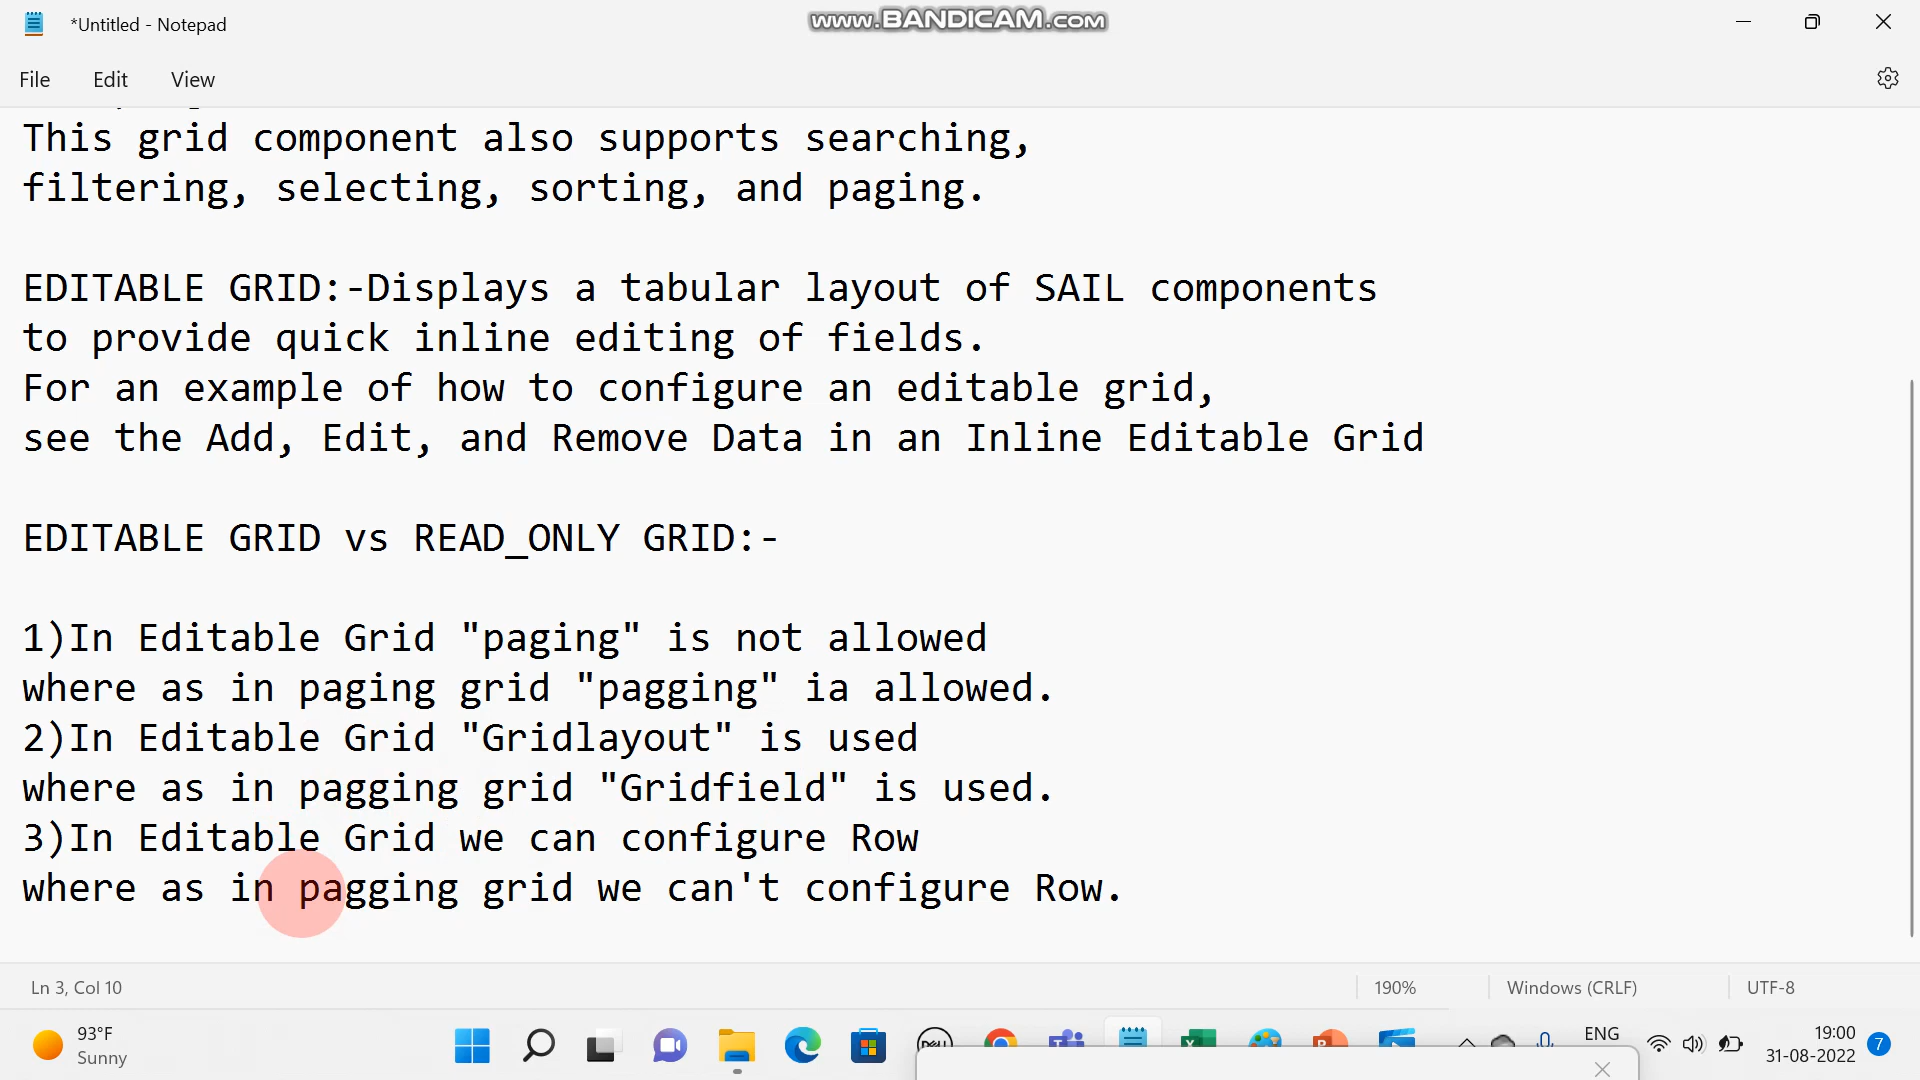 *Untitled - Notepad
www.BANDICAM.com
File Edit View
This grid component also supports searching,
filtering, selecting, sorting, and paging.
EDITABLE GRID:-Displays a tabular layout of SAIL components
to provide quick inline editing of fields.
For an example of how to configure an editable grid,
see the Add, Edit, and Remove Data in an Inline Editable Grid
EDITABLE GRID vs READ_ONLY GRID:-
1)In Editable Grid "paging" is not allowed
where as in paging grid "pagging" ia allowed.
2)In Editable Grid "Gridlayout" is used
where as in pagging grid "Gridfield" is used.
3)In Editable Grid we can configure Row
where as in pagging grid we can't configure Row.
Ln 3, Col 10 190% Windows (CRLF) UTF-8
93°F
Sunny
DELL
ENG
19:00
31-08-2022
7